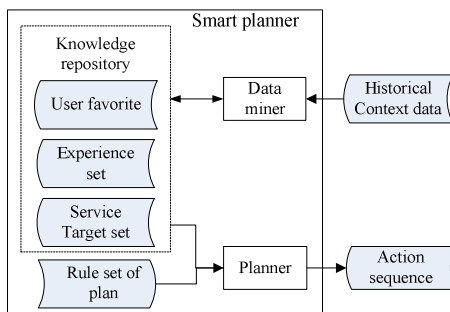 Smart planner
Knowledge
repository
User favorite
Data
miner
Historical
Context data
Experience
set
Service
Target set
Planner
Action
sequence
Rule set of
plan